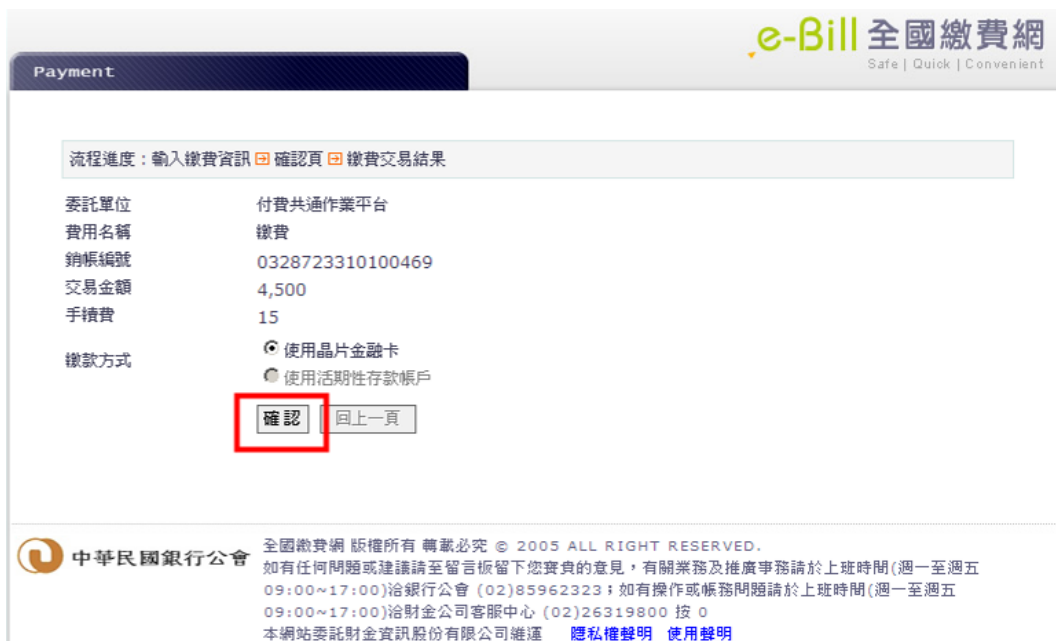 e-Bill 全國繳費網
Safe | Quick | Convenient
Payment
流程進度：輸入繳費資訊 確認頁 繳費交易結果
委託單位 付費共通作業平台
費用名稱 繳費
銷帳編號 0328723310100469
交易金額 4,500
手續費 15
繳款方式 使用晶片金融卡
使用活期性存款帳戶
確認 回上一頁
中華民國銀行公會
全國繳費網 版權所有 轉載必究 © 2005 ALL RIGHT RESERVED.
如有任何問題或建議請至留言板留下您寶貴的意見，有關業務及推廣事務請於上班時間(週一至週五
09:00~17:00)洽銀行公會 (02)85962323；如有操作或帳務問題請於上班時間(週一至週五
09:00~17:00)洽財金公司客服中心 (02)26319800 按 0
本網站委託財金資訊股份有限公司維運 隱私權聲明 使用聲明